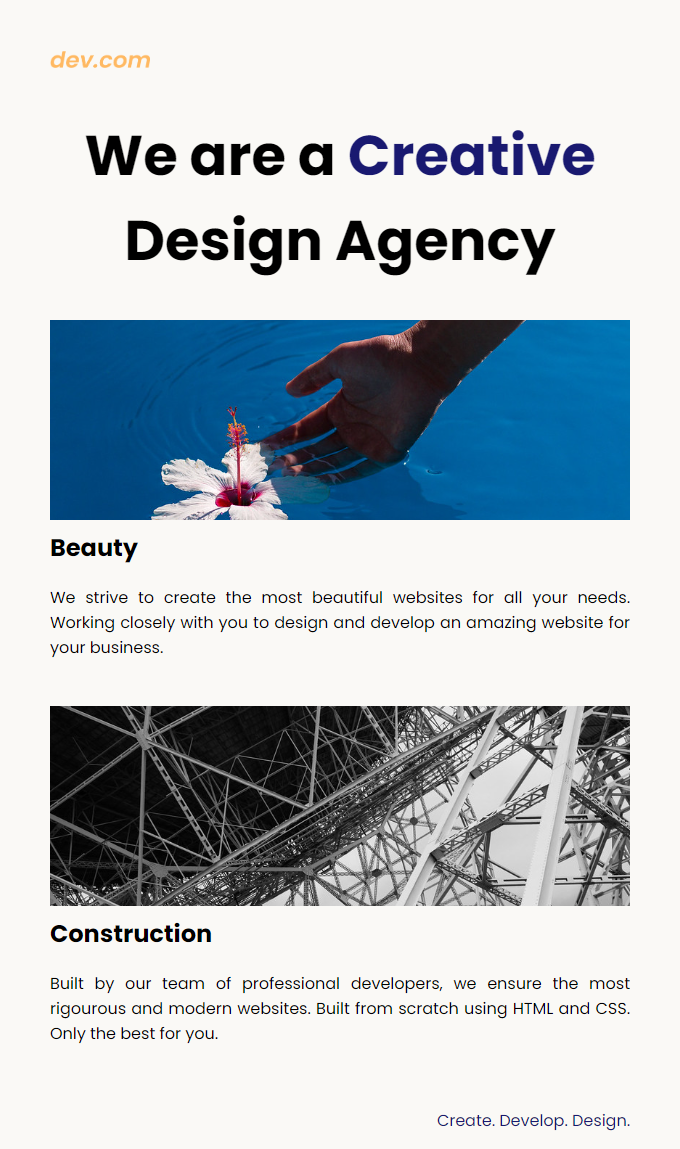 dev.com
We are a Creative
Design Agency
Beauty
We strive to create the most beautiful websites for all your needs.
Working closely with you to design and develop an amazing website for
your business.
Construction
Built by our team of professional developers, we ensure the most
rigourous and modern websites. Built from scratch using HTML and CSS.
Only the best for you.
Create. Develop. Design.